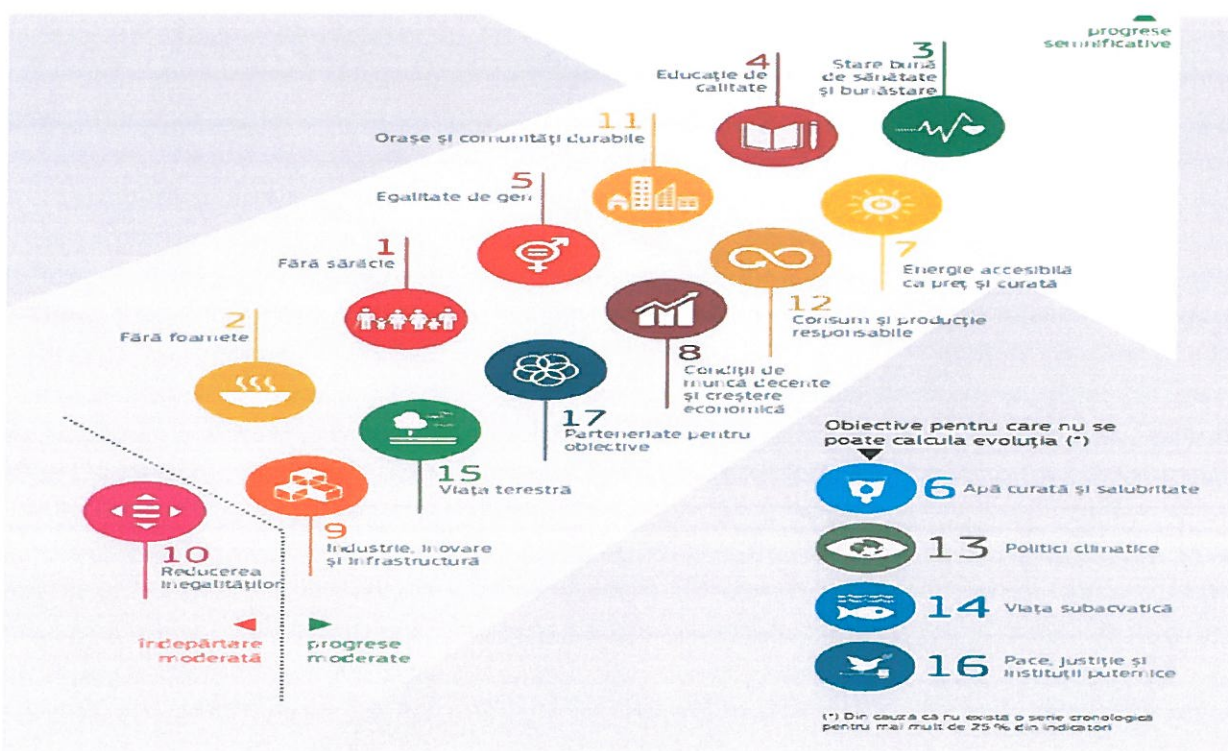 progrese
semnificative
3
Stare bună
de sănătate
și bunăstare
4
Educație de
calitate
11
Orașe și comunități durabile
5
Egalitate de gen
7
Energie accesibilă
ca preț și curată
1
Fără sărăcie
12
Consum și producție
responsabile
2
Fără foamete
8
Condiții de
muncă decente
și creștere
economică
17
Parteneriate pentru
obiective
15
Viața terestră
9
Industrie, inovare
și infrastructură
10
Reducerea
inegalităților
îndepărtare
moderată
progrese
moderate
Obiective pentru care nu se
poate calcula evoluția (*)
6 Apă curată și salubritate
13 Politici climatice
14 Viața subacvatică
16 Pace, justiție și
instituții puternice
(*) Din cauză că nu există o serie cronologică
pentru mai mult de 25 % din indicatori